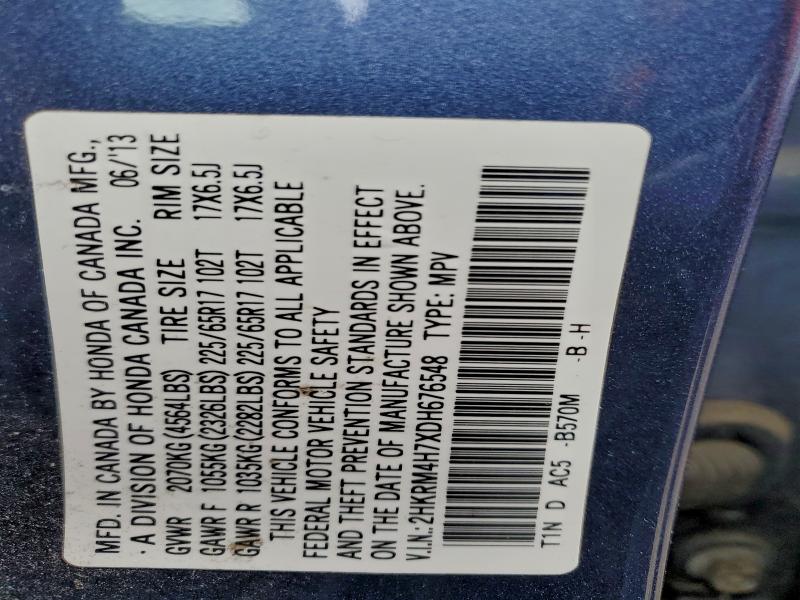 MFD. IN CANADA BY HONDA OF CANADA MFG.,
· A DIVISION OF HONDA CANADA INC. 06/'13
GVWR 2070KG(4564LBS) TIRE SIZE RIM SIZE
GAWR F 1055KG(2326LBS) 225/65R17 102T 17X6.5J
GAWR R 1035KG(2282LBS) 225/65R17 102T 17X6.5J
THIS VEHICLE CONFORMS TO ALL APPLICABLE
FEDERAL MOTOR VEHICLE SAFETY
AND THEFT PREVENTION STANDARDS IN EFFECT
ON THE DATE OF MANUFACTURE SHOWN ABOVE.
V.I.N.: 2HKRM4H7XDH676548 TYPE: MPV
T1N D AC5 -B570M -B -H